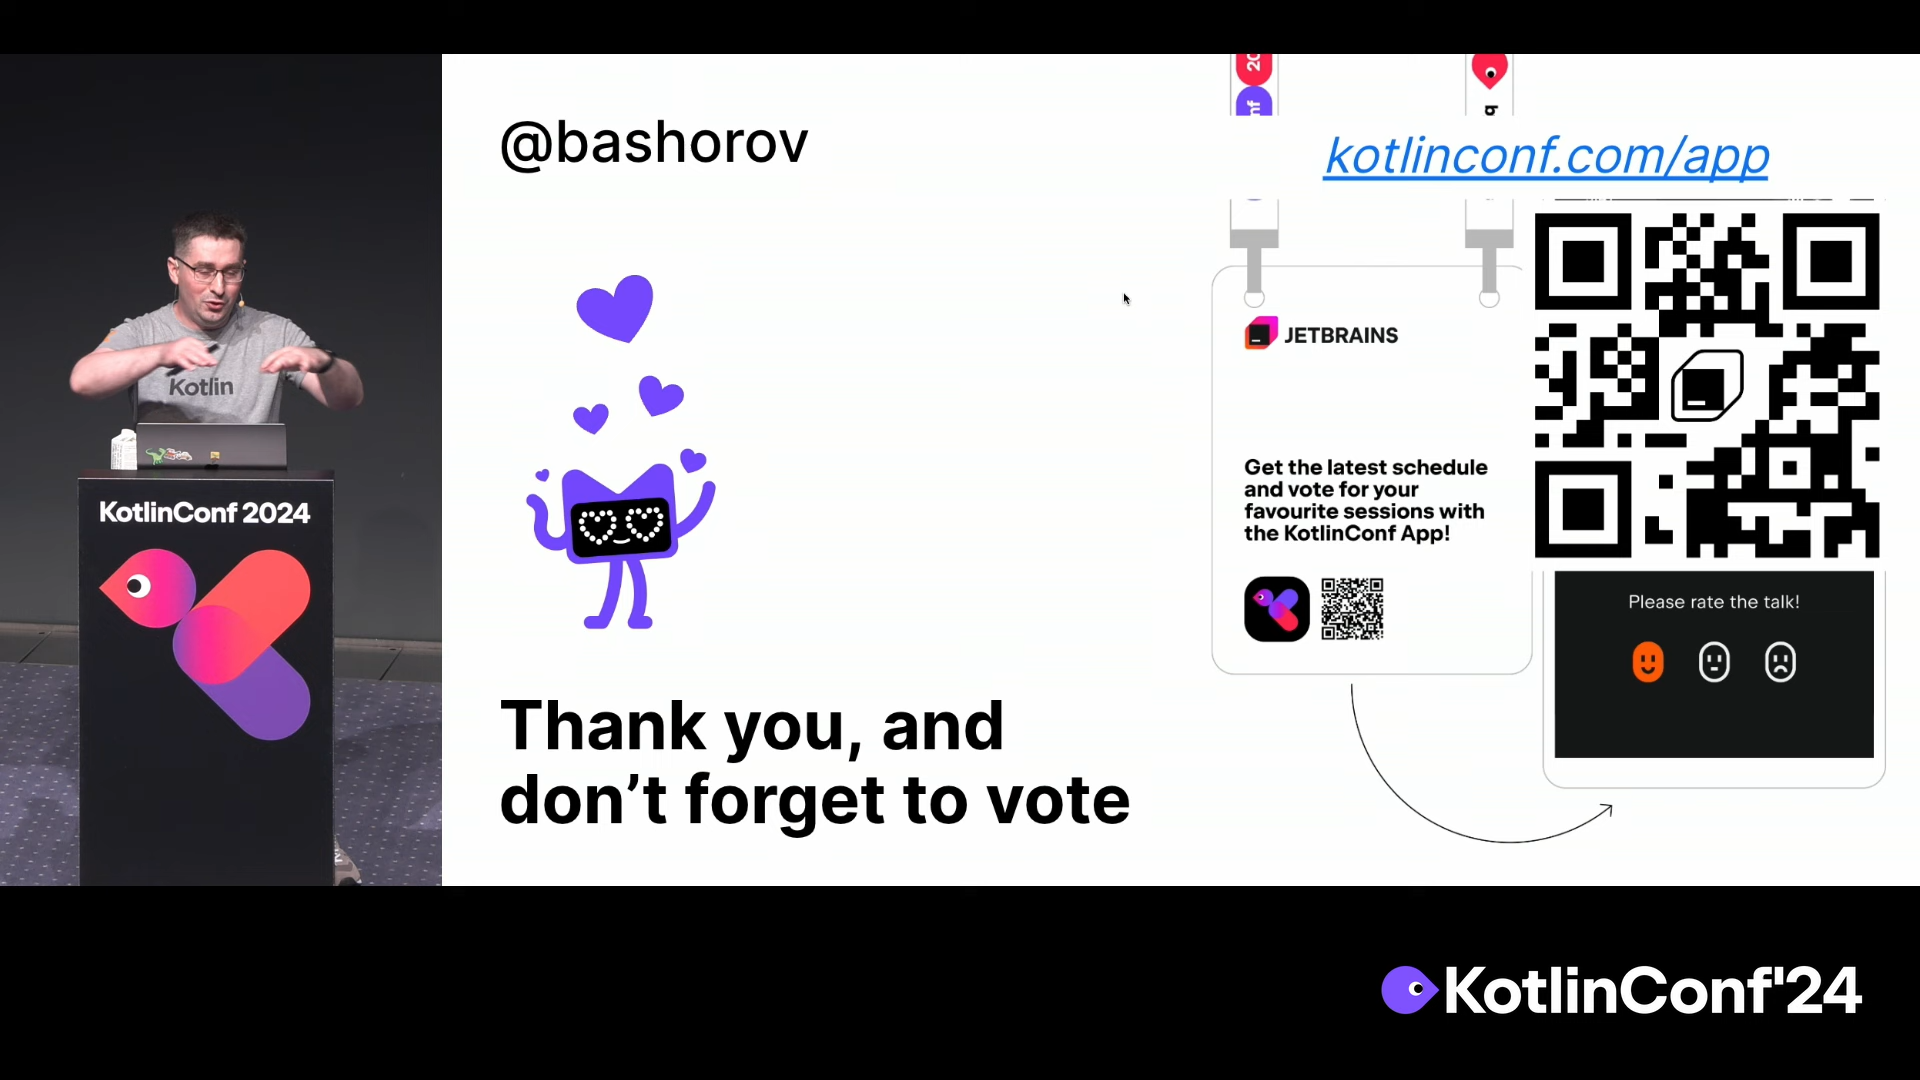 @bashorov
kotlinconf.com/app
JETBRAINS
Get the latest schedule
and vote for your
favourite sessions with
the KotlinConf App!
Please rate the talk!
Thank you, and
don’t forget to vote
Kotlin
KotlinConf 2024
KotlinConf'24